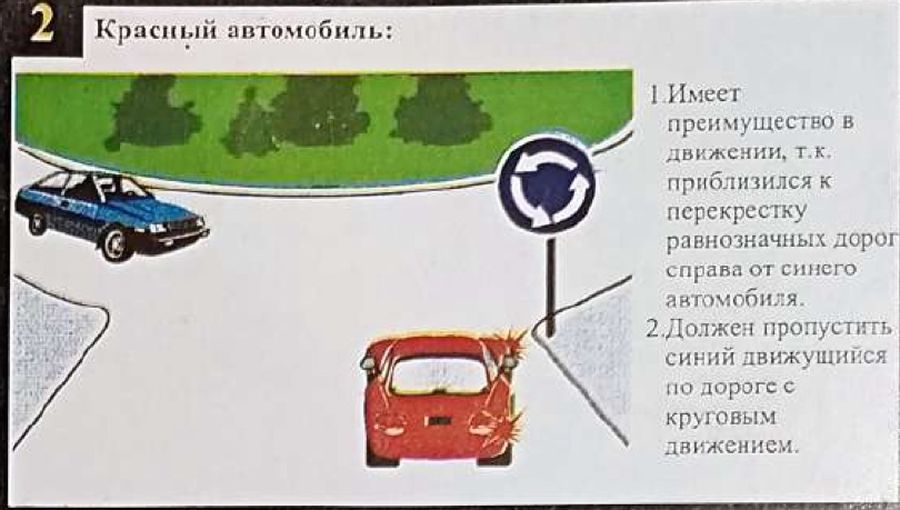 2
Красный автомобиль:
1.Имеет
преимущество в
движении, т.к.
приблизился к
перекрестку
равнозначных дорог
справа от синего
автомобиля.
2.Должен пропустить
синий движущийся
по дороге с
круговым
движением.